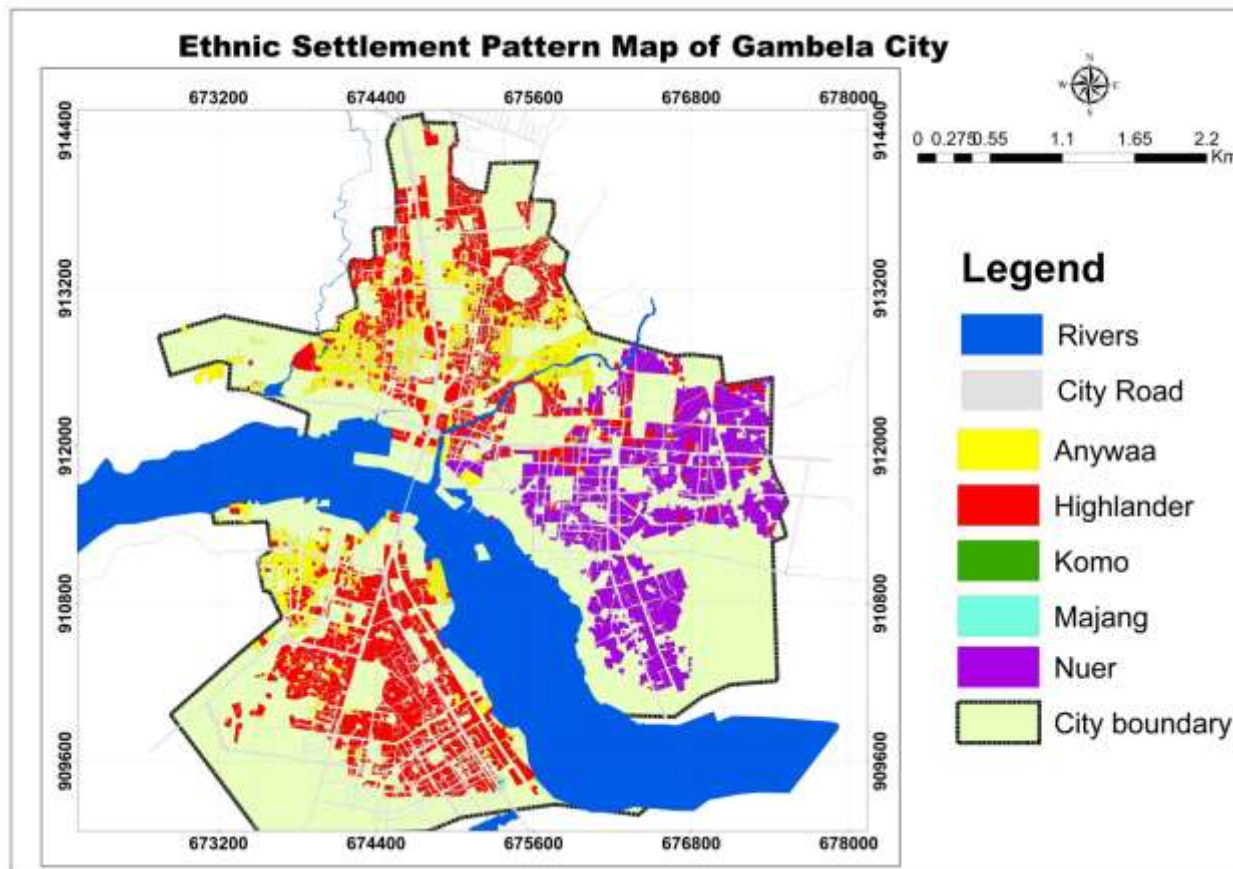 Ethnic Settlement Pattern Map of Gambela City
N
W E
S
673200 674400 675600 676800 678000
0 0.275 0.55 1.1 1.65 2.2
Km
914400 914400
913200 913200
912000 912000
910800 910800
909600 909600
673200 674400 675600 676800 678000
Legend
Rivers
City Road
Anywaa
Highlander
Komo
Majang
Nuer
City boundary